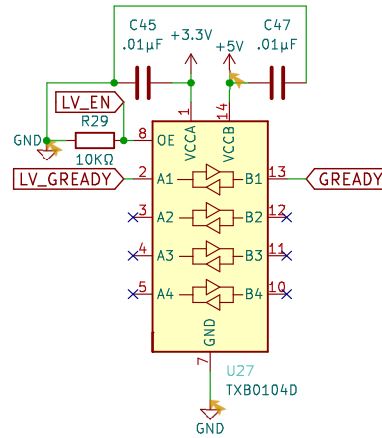 C45
.01µF
+3.3V
+5V
C47
.01µF
LV_EN
R29
10KΩ
GND
LV_GREADY
GREADY
1
14
VCCA
VCCB
8
OE
2
A1
B1
13
3
A2
B2
12
4
A3
B3
11
5
A4
B4
10
GND
7
U27
TXB0104D
GND